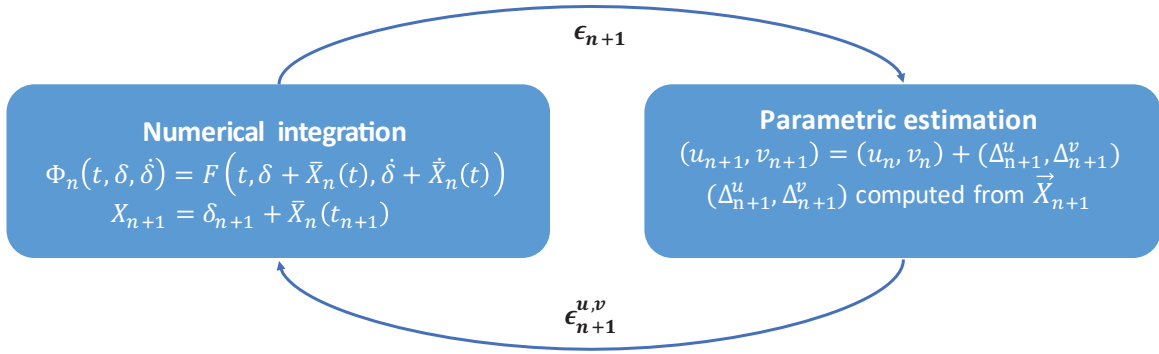 ϵ_{n+1}
Numerical integration
Φ_n(t, δ, δ̇) = F(t, δ + X̄_n(t), δ̇ + Ẋ̄_n(t))
X_{n+1} = δ_{n+1} + X̄_n(t_{n+1})
Parametric estimation
(u_{n+1}, v_{n+1}) = (u_n, v_n) + (Δ^u_{n+1}, Δ^v_{n+1})
(Δ^u_{n+1}, Δ^v_{n+1}) computed from X⃗_{n+1}
ϵ^{u,v}_{n+1}